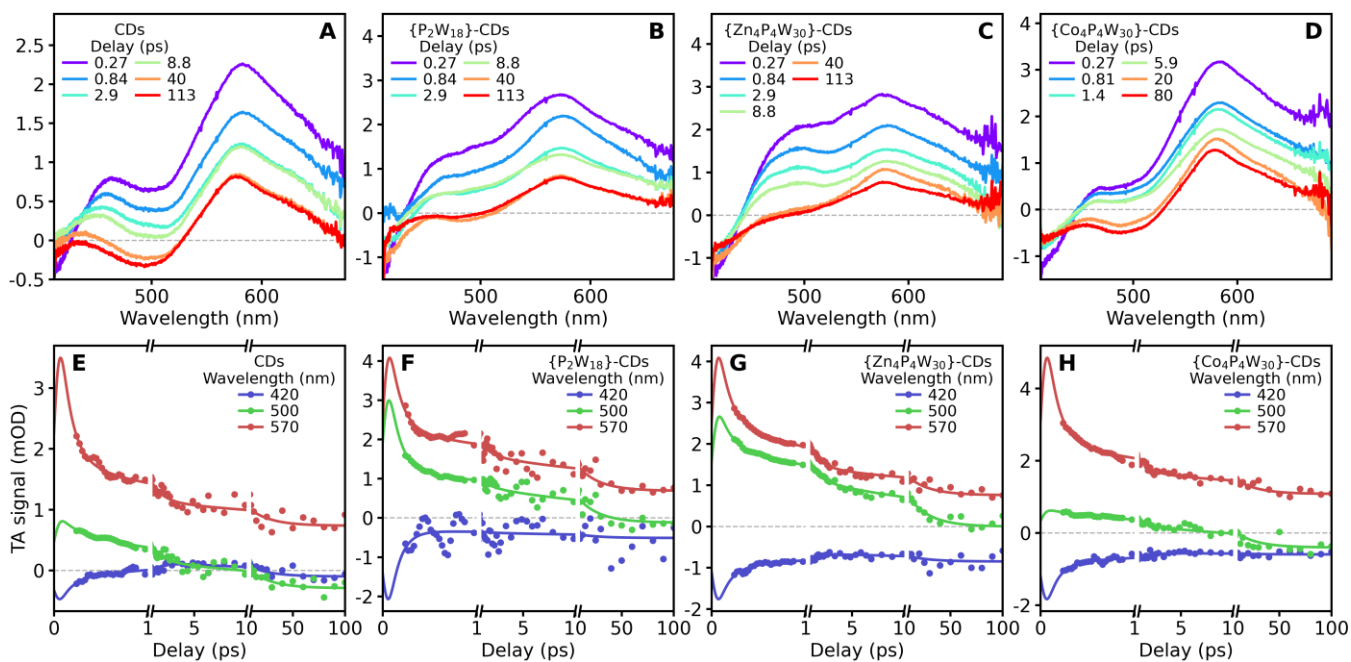 CDs
A
Delay (ps)
0.27 8.8
0.84 40
2.9 113
2.5
2.0
1.5
1.0
0.5
0
-0.5
500 600
Wavelength (nm)
{P₂W₁₈}-CDs
B
Delay (ps)
0.27 8.8
0.84 40
2.9 113
4
3
2
1
0
-1
500 600
Wavelength (nm)
{Zn₄P₄W₃₀}-CDs
C
Delay (ps)
0.27 40
0.84 113
2.9
8.8
4
3
2
1
0
-1
500 600
Wavelength (nm)
{Co₄P₄W₃₀}-CDs
D
Delay (ps)
0.27 5.9
0.81 20
1.4 80
4
3
2
1
0
-1
500 600
Wavelength (nm)
TA signal (mOD)
E
CDs
Wavelength (nm)
420
500
570
3
2
1
0
0 1 5 10 50 100
Delay (ps)
F
{P₂W₁₈}-CDs
Wavelength (nm)
420
500
570
4
3
2
1
0
-1
-2
0 1 5 10 50 100
Delay (ps)
G
{Zn₄P₄W₃₀}-CDs
Wavelength (nm)
420
500
570
4
3
2
1
0
-1
-2
0 1 5 10 50 100
Delay (ps)
H
{Co₄P₄W₃₀}-CDs
Wavelength (nm)
420
500
570
4
2
0
-2
0 1 5 10 50 100
Delay (ps)